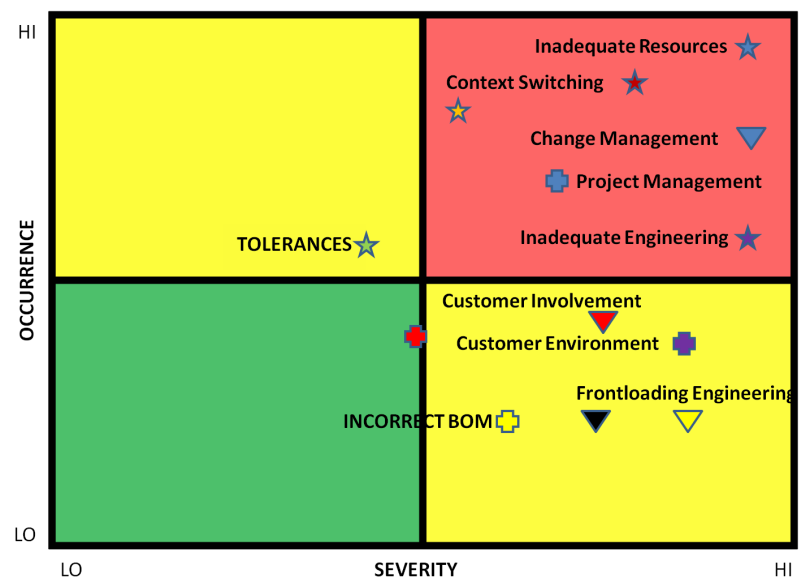 HI
Inadequate Resources
Context Switching
Change Management
Project Management
Inadequate Engineering
TOLERANCES
OCCURRENCE
Customer Involvement
Customer Environment
Frontloading Engineering
INCORRECT BOM
LO
LO
SEVERITY
HI